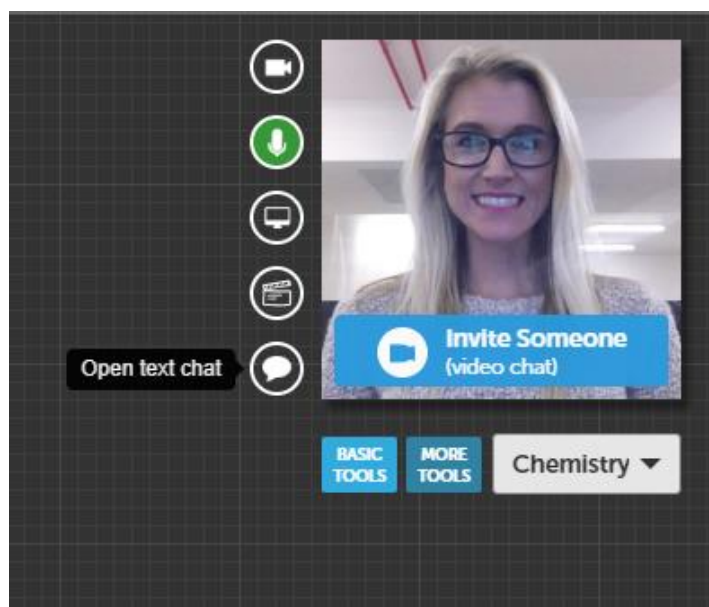 Open text chat
Invite Someone
(video chat)
BASIC
TOOLS
MORE
TOOLS
Chemistry